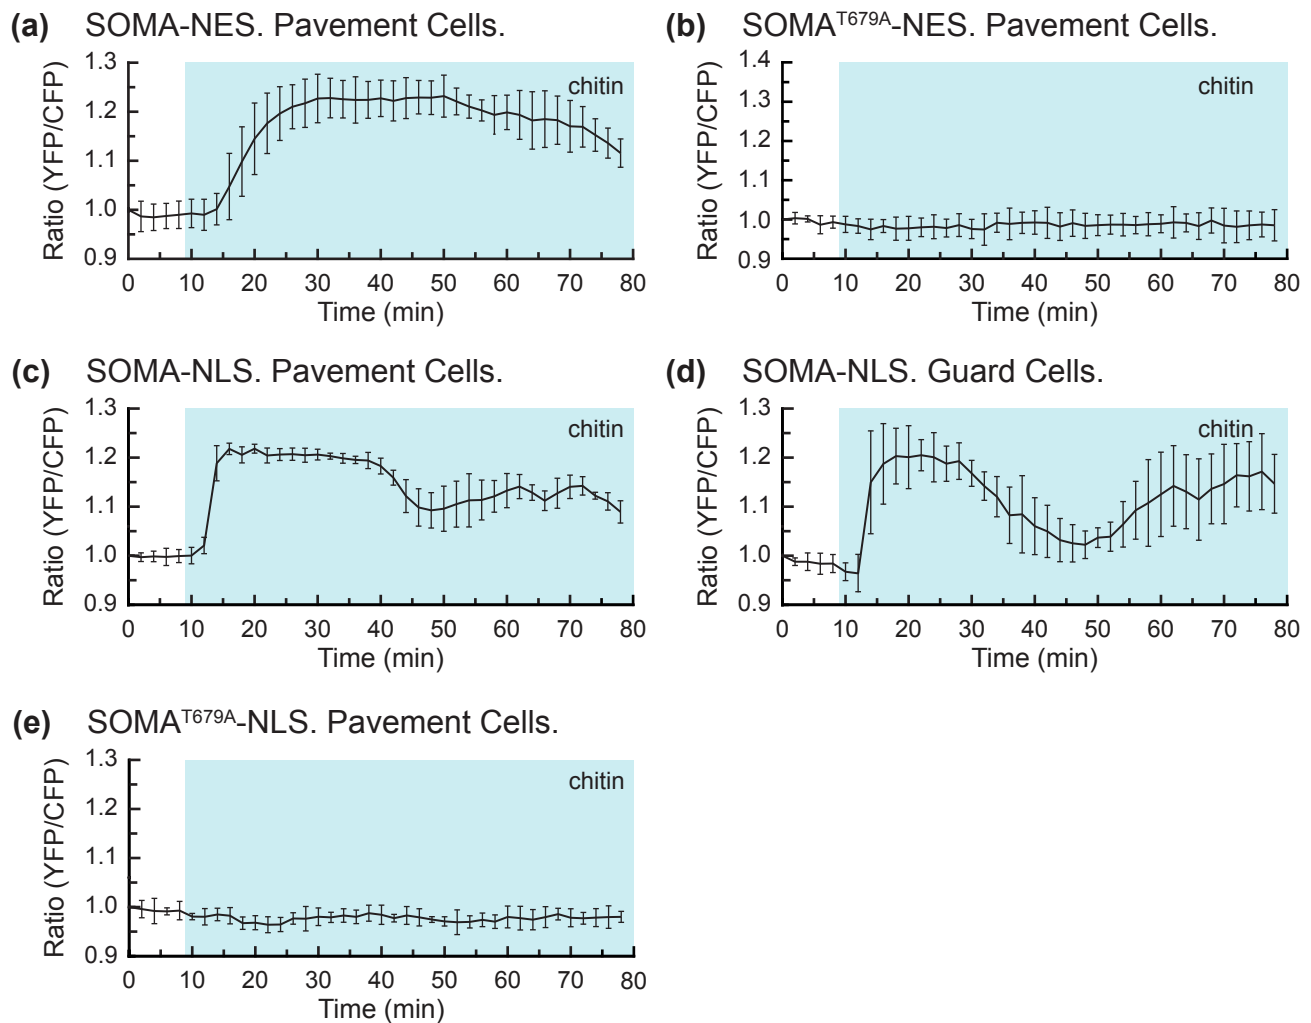 (a) SOMA-NES. Pavement Cells.
1.3
1.2
1.1
1.0
0.9
Ratio (YFP/CFP)
chitin
0 10 20 30 40 50 60 70 80
Time (min)
(b) SOMAT679A-NES. Pavement Cells.
1.4
1.3
1.2
1.1
1.0
0.9
Ratio (YFP/CFP)
chitin
0 10 20 30 40 50 60 70 80
Time (min)
(c) SOMA-NLS. Pavement Cells.
1.3
1.2
1.1
1.0
0.9
Ratio (YFP/CFP)
chitin
0 10 20 30 40 50 60 70 80
Time (min)
(d) SOMA-NLS. Guard Cells.
1.3
1.2
1.1
1.0
0.9
Ratio (YFP/CFP)
chitin
0 10 20 30 40 50 60 70 80
Time (min)
(e) SOMAT679A-NLS. Pavement Cells.
1.3
1.2
1.1
1.0
0.9
Ratio (YFP/CFP)
chitin
0 10 20 30 40 50 60 70 80
Time (min)